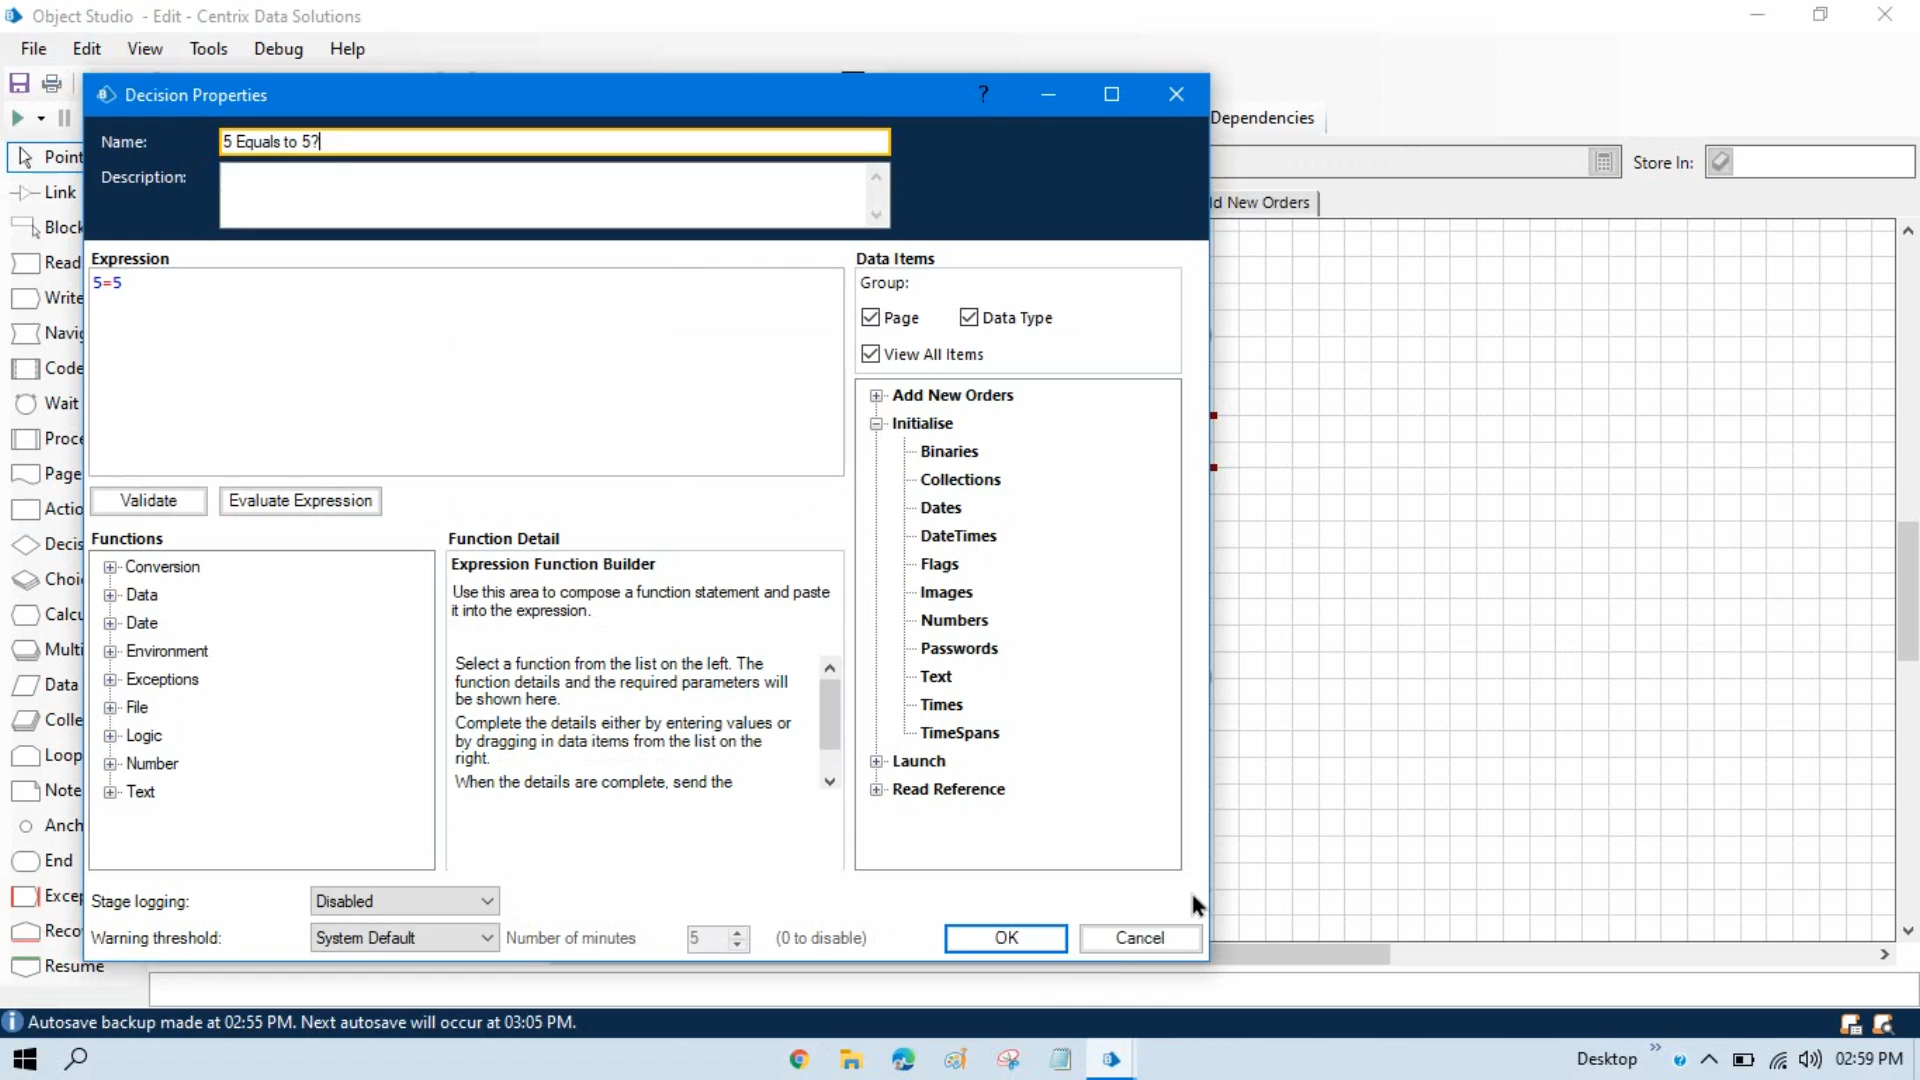 Object Studio - Edit - Centrix Data Solutions
File Edit View Tools Debug Help
Decision Properties ?
Name: 5 Equals to 5?
Description:
Dependencies
Store In:
d New Orders
Point
Link
Block
Read
Write
Navig
Code
Wait
Proce
Page
Actio
Decis
Choic
Calcu
Multi
Data
Colle
Loop
Note
Anch
End
Excep
Reco
Resume
Expression
5=5
Validate Evaluate Expression
Functions
Conversion
Data
Date
Environment
Exceptions
File
Logic
Number
Text
Function Detail
Expression Function Builder
Use this area to compose a function statement and paste
it into the expression.
Select a function from the list on the left. The
function details and the required parameters will
be shown here.
Complete the details either by entering values or
by dragging in data items from the list on the
right.
When the details are complete, send the
Data Items
Group:
Page Data Type
View All Items
Add New Orders
Initialise
Binaries
Collections
Dates
DateTimes
Flags
Images
Numbers
Passwords
Text
Times
TimeSpans
Launch
Read Reference
Stage logging: Disabled
Warning threshold: System Default Number of minutes 5 (0 to disable) OK Cancel
Autosave backup made at 02:55 PM. Next autosave will occur at 03:05 PM.
Desktop 02:59 PM